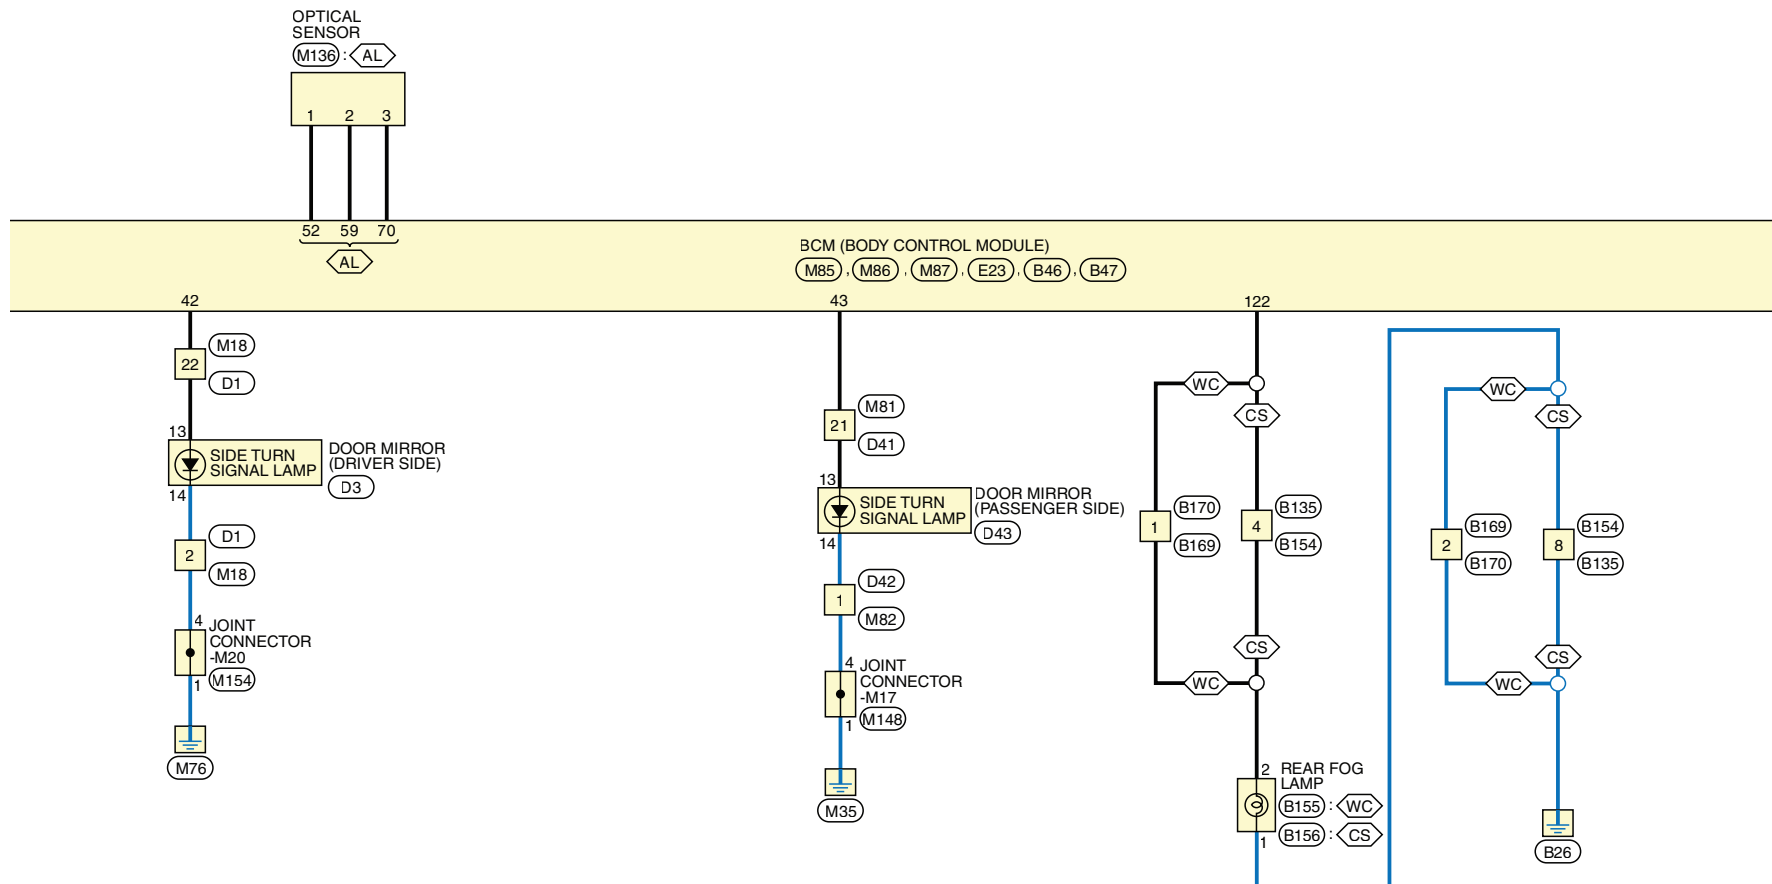 OPTICAL
SENSOR
M136 : AL
1 2 3
52 59 70
AL
BCM (BODY CONTROL MODULE)
M85 , M86 , M87 , E23 , B46 , B47
42
43
122
22
M18
D1
13
SIDE TURN
SIGNAL LAMP
14
DOOR MIRROR
(DRIVER SIDE)
D3
2
D1
M18
4
JOINT
CONNECTOR
-M20
M154
1
M76
21
M81
D41
13
SIDE TURN
SIGNAL LAMP
14
DOOR MIRROR
(PASSENGER SIDE)
D43
1
D42
M82
4
JOINT
CONNECTOR
-M17
M148
1
M35
WC
CS
1
B170
B169
4
B135
B154
CS
WC
2
REAR FOG
LAMP
B155 : WC
B156 : CS
1
WC
CS
2
B169
B170
8
B154
B135
CS
WC
B26